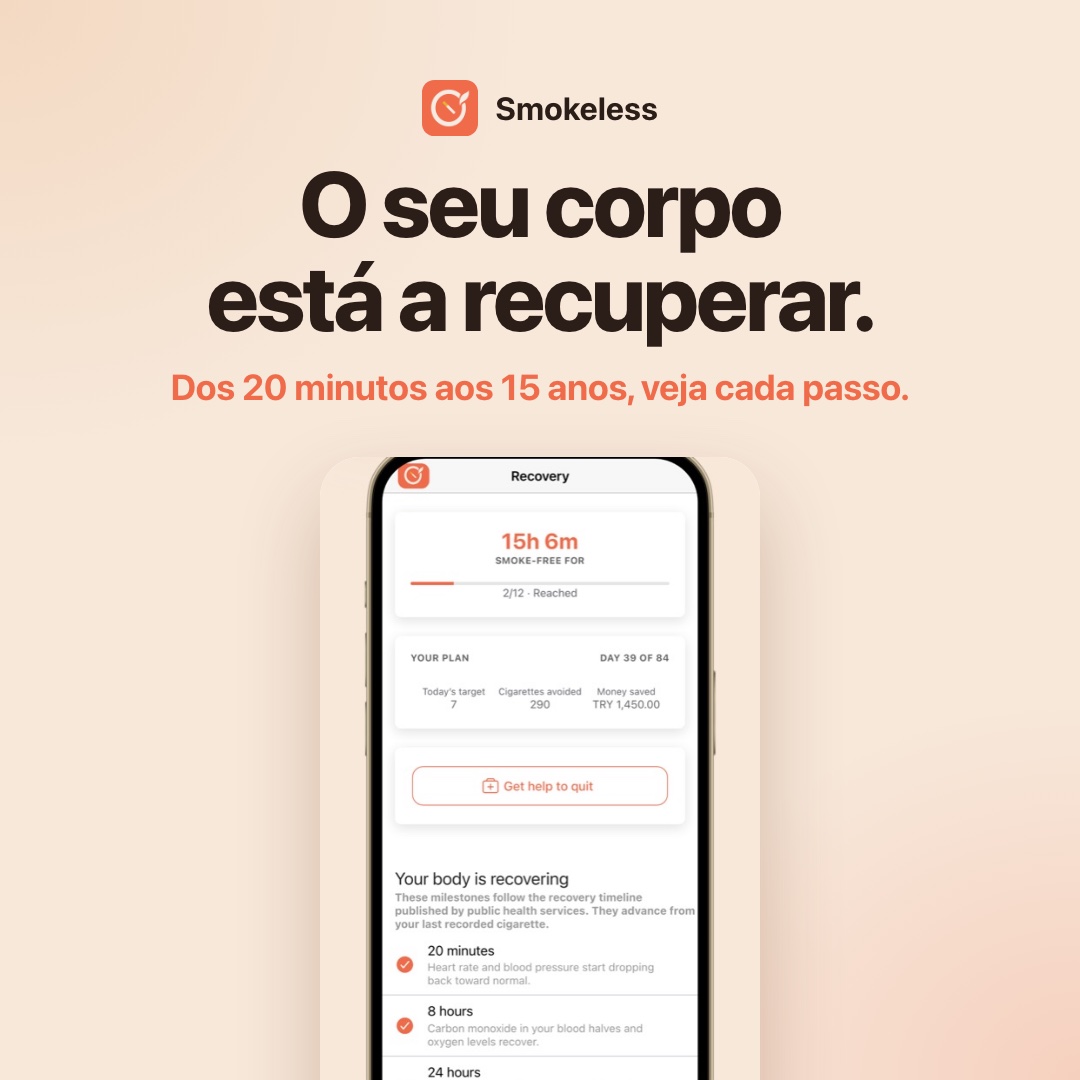 Smokeless
O seu corpo
está a recuperar.
Dos 20 minutos aos 15 anos, veja cada passo.
Recovery
15h 6m
SMOKE-FREE FOR
2/12 · Reached
YOUR PLAN DAY 39 OF 84
Today's target Cigarettes avoided Money saved
7 290 TRY 1,450.00
Get help to quit
Your body is recovering
These milestones follow the recovery timeline
published by public health services. They advance from
your last recorded cigarette.
20 minutes
Heart rate and blood pressure start dropping
back toward normal.
8 hours
Carbon monoxide in your blood halves and
oxygen levels recover.
24 hours